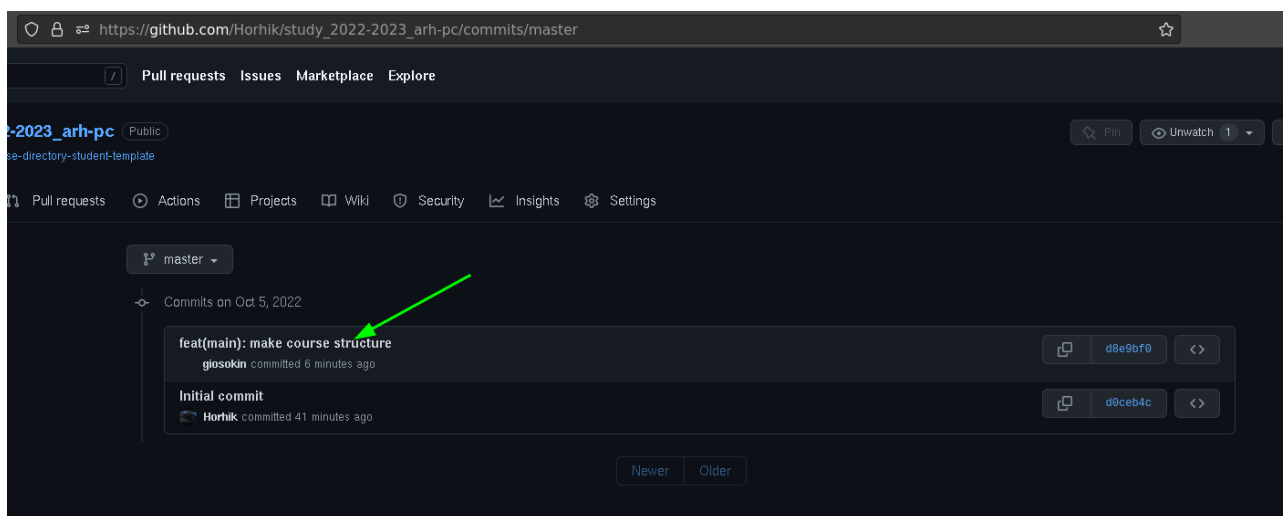 https://github.com/Horhik/study_2022-2023_arh-pc/commits/master
/ Pull requests Issues Marketplace Explore
2-2023_arh-pc Public Pin Unwatch 1
se-directory-student-template
Pull requests Actions Projects Wiki Security Insights Settings
master
Commits on Oct 5, 2022
feat(main): make course structure
giosokin committed 6 minutes ago
d8e9bf0
Initial commit
Horhik committed 41 minutes ago
d0ceb4c
Newer Older